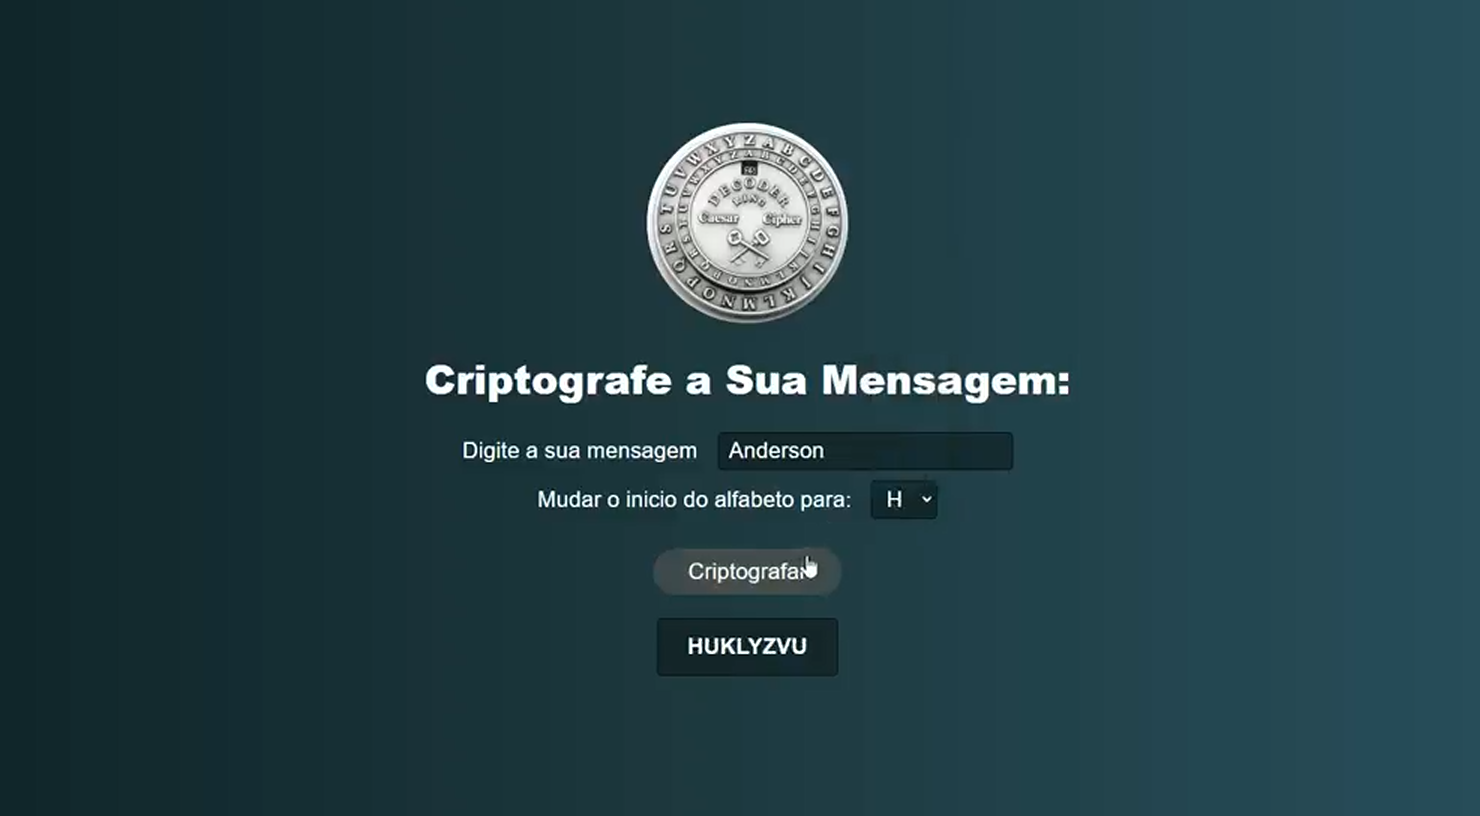 DECODER
RING
Caesar Cipher
Criptografe a Sua Mensagem:
Digite a sua mensagem Anderson
Mudar o inicio do alfabeto para: H
Criptografar
HUKLYZVU